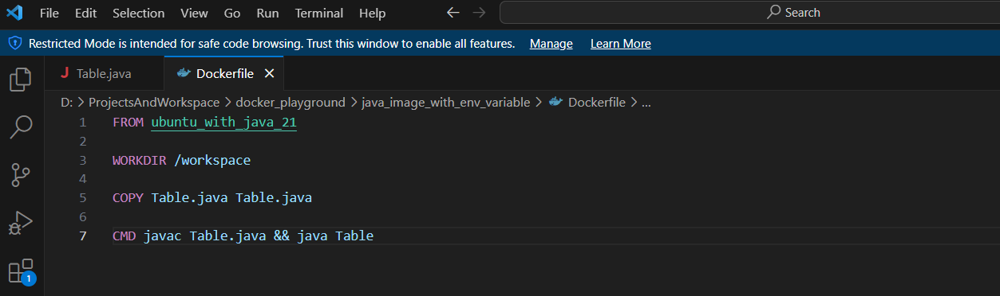 File Edit Selection View Go Run Terminal Help Search
Restricted Mode is intended for safe code browsing. Trust this window to enable all features. Manage Learn More
J Table.java Dockerfile
D: > ProjectsAndWorkspace > docker_playground > java_image_with_env_variable > Dockerfile > ...
1 FROM ubuntu_with_java_21
2
3 WORKDIR /workspace
4
5 COPY Table.java Table.java
6
7 CMD javac Table.java && java Table
1